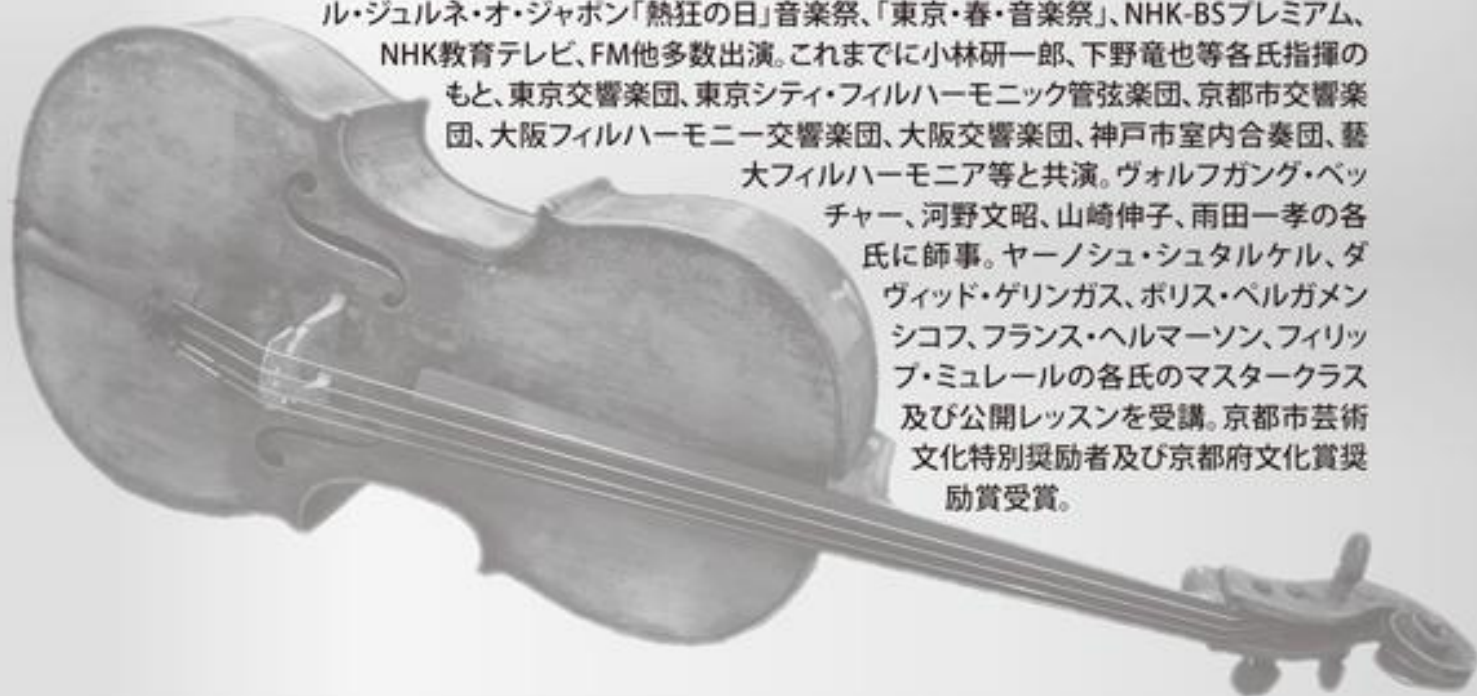 ル・ジュルネ・オ・ジャポン「熱狂の日」音楽祭、「東京・春・音楽祭」、NHK-BSプレミアム、
NHK教育テレビ、FM他多数出演。これまでに小林研一郎、下野竜也等各氏指揮の
もと、東京交響楽団、東京シティ・フィルハーモニック管弦楽団、京都市交響楽
団、大阪フィルハーモニー交響楽団、大阪交響楽団、神戸市室内合奏団、藝
大フィルハーモニア等と共演。ヴォルフガング・ベッ
チャー、河野文昭、山崎伸子、雨田一孝の各
氏に師事。ヤーノシュ・シュタルケル、ダ
ヴィッド・ゲリンガス、ボリス・ペルガメン
シコフ、フランス・ヘルマーソン、フィリッ
プ・ミュレールの各氏のマスタークラス
及び公開レッスンを受講。京都市芸術
文化特別奨励者及び京都府文化賞奨
励賞受賞。